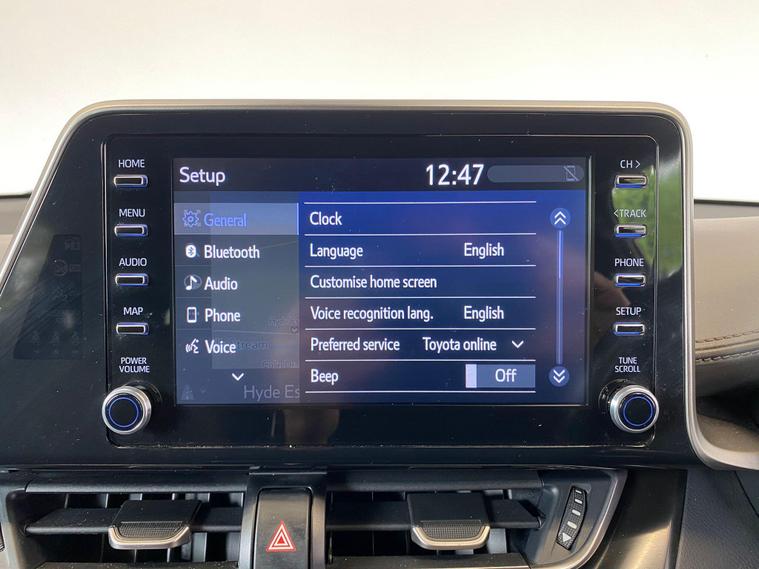 HOME
MENU
AUDIO
MAP
POWER
VOLUME
Setup
12:47
General
Bluetooth
Audio
Phone
Voice
Clock
Language English
Customise home screen
Voice recognition lang. English
Preferred service Toyota online
Beep Off
Hyde Es
CH >
<TRACK
PHONE
SETUP
TUNE
SCROLL